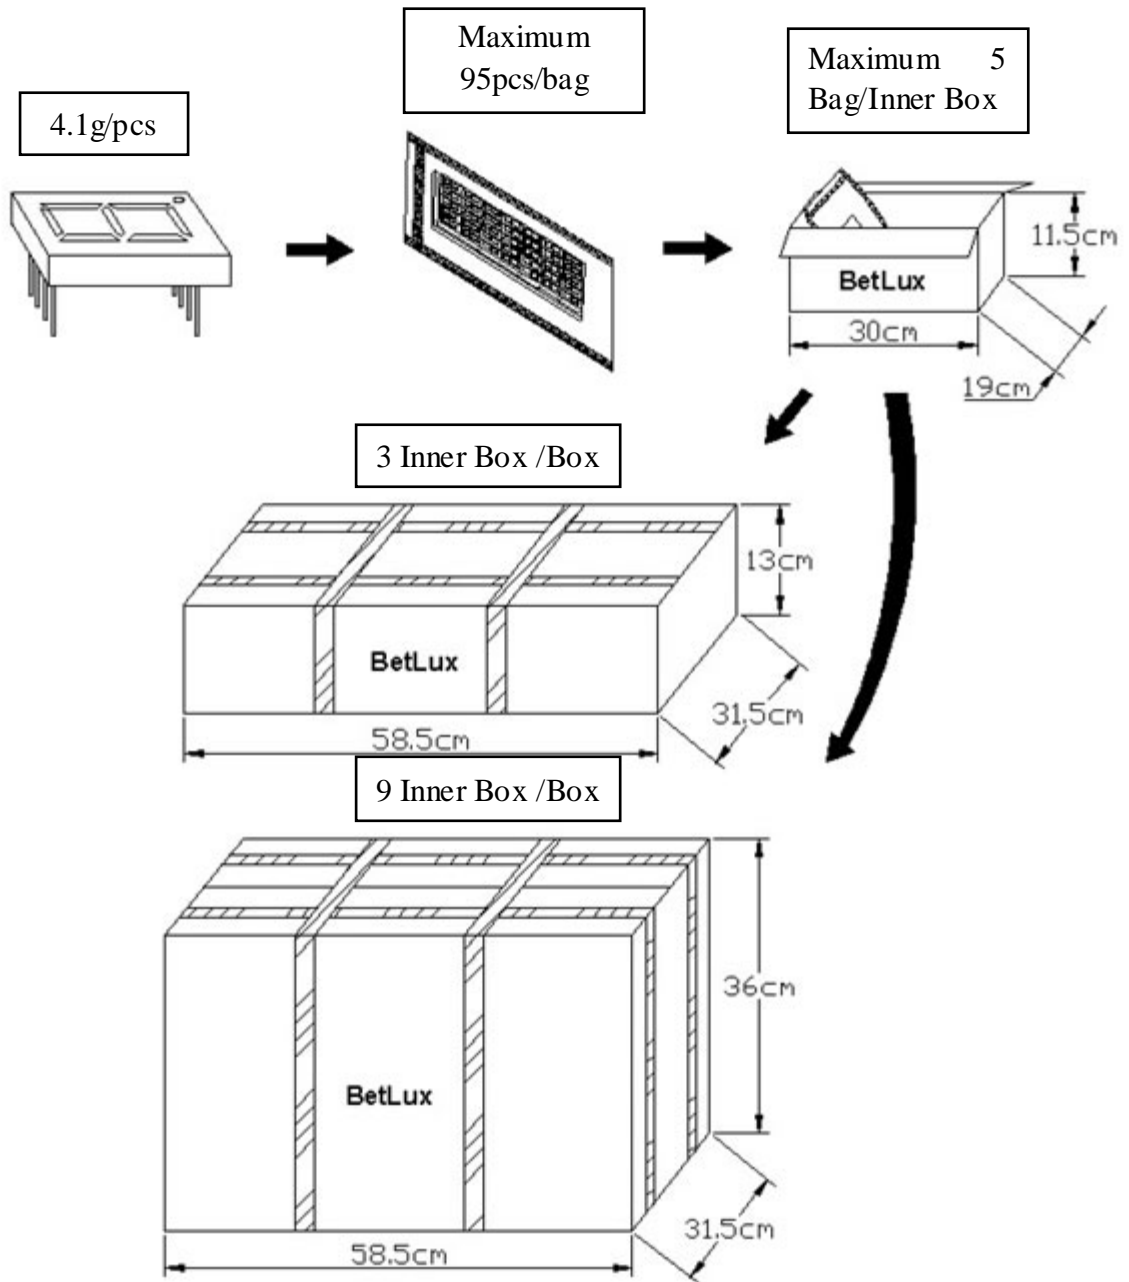 Maximum
95pcs/bag
Maximum 5
Bag/Inner Box
4.1g/pcs
11.5cm
BetLux
30cm
19cm
3 Inner Box /Box
13cm
BetLux
31.5cm
58.5cm
9 Inner Box /Box
36cm
BetLux
31.5cm
58.5cm